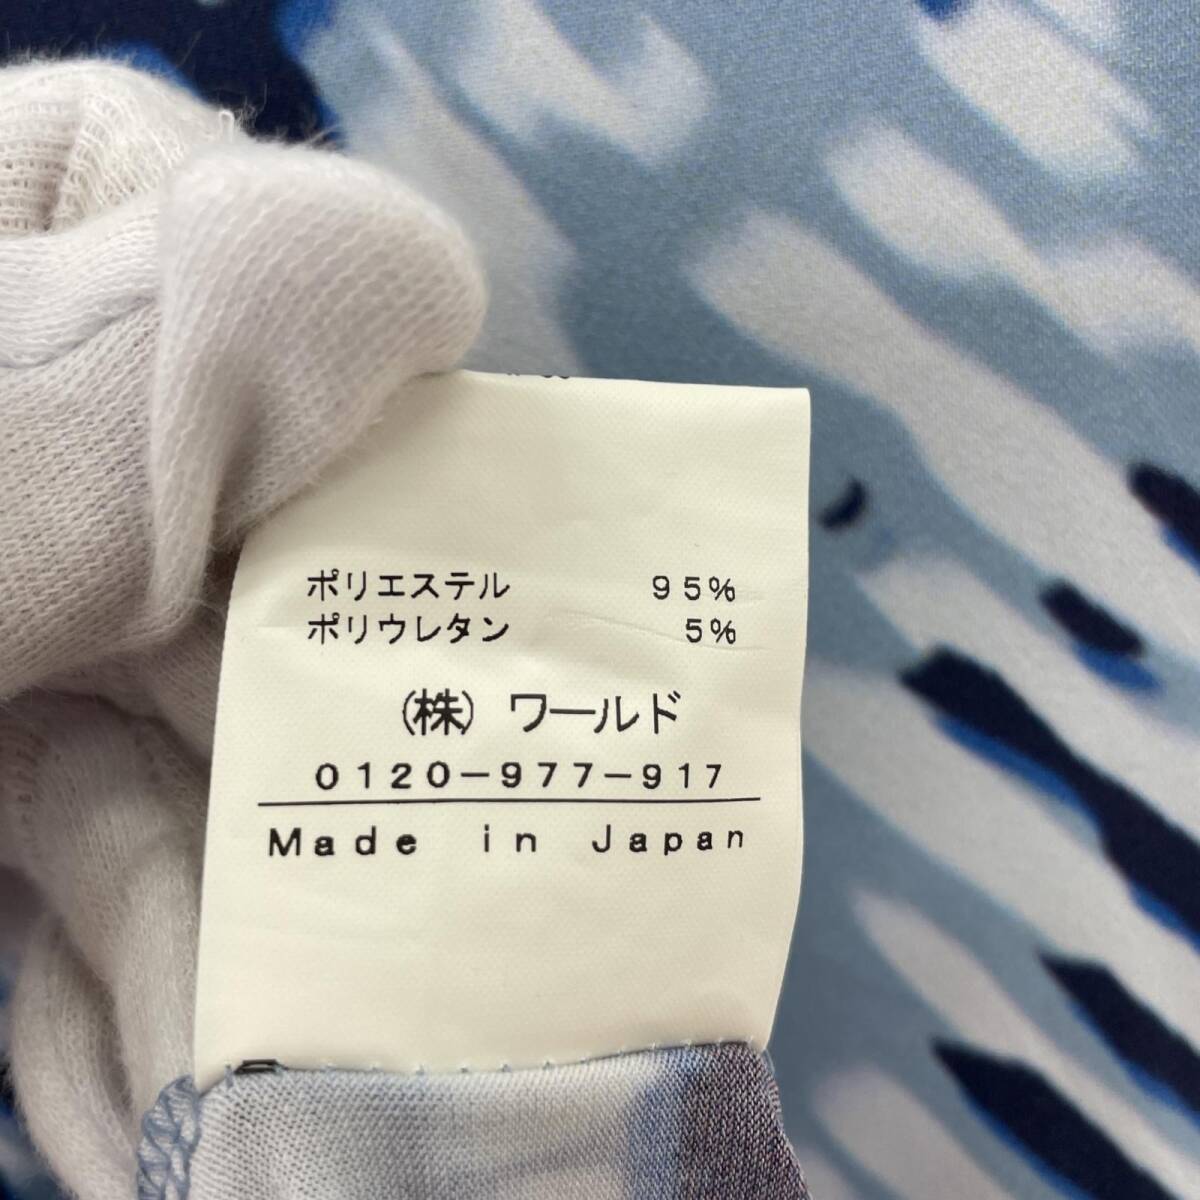 ポリエステル 95%
ポリウレタン 5%
(株) ワールド
0120-977-917
Made in Japan